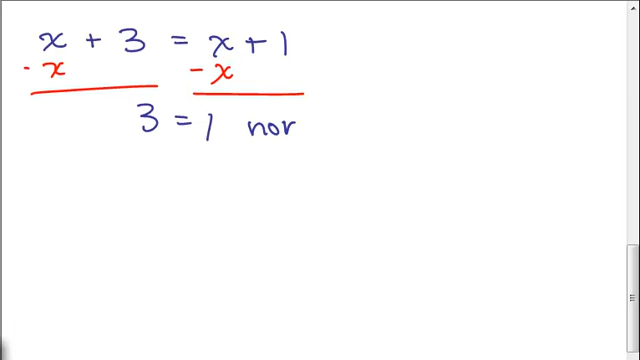 x + 3 = x + 1
- x - x
3 = 1 nor